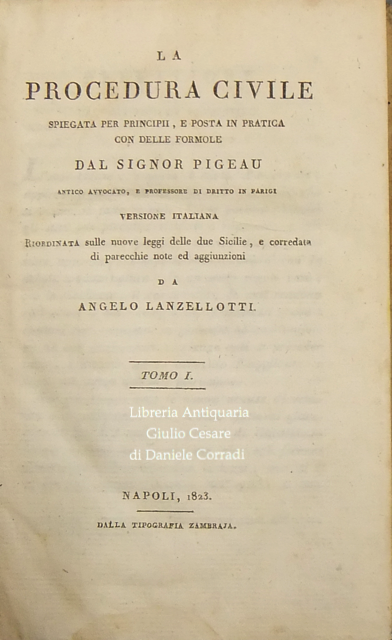 LA
PROCEDURA CIVILE
SPIEGATA PER PRINCIPII, E POSTA IN PRATICA
CON DELLE FORMOLE
DAL SIGNOR PIGEAU
ANTICO AVVOCATO, E PROFESSORE DI DRITTO IN PARIGI
VERSIONE ITALIANA
RIORDINATA sulle nuove leggi delle due Sicilie, e corredata
di parecchie note ed aggiunzioni
DA
ANGELO LANZELLOTTI.
TOMO I.
Libreria Antiquaria
Giulio Cesare
di Daniele Corradi
NAPOLI, 1823.
DALLA TIPOGRAFIA ZAMBRAJA.